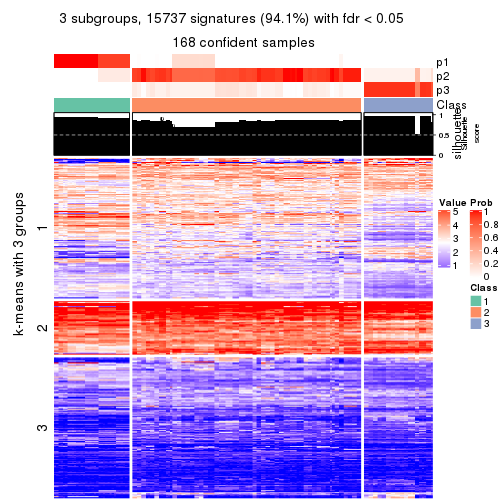 3 subgroups, 15737 signatures (94.1%) with fdr < 0.05
168 confident samples
p1
p2
p3
Class
1
0.5
0
silhouette
Silhouette
score
k-means with 3 groups
1
2
3
Value
5
4
3
2
1
Prob
1
0.8
0.6
0.4
0.2
0
Class
1
2
3